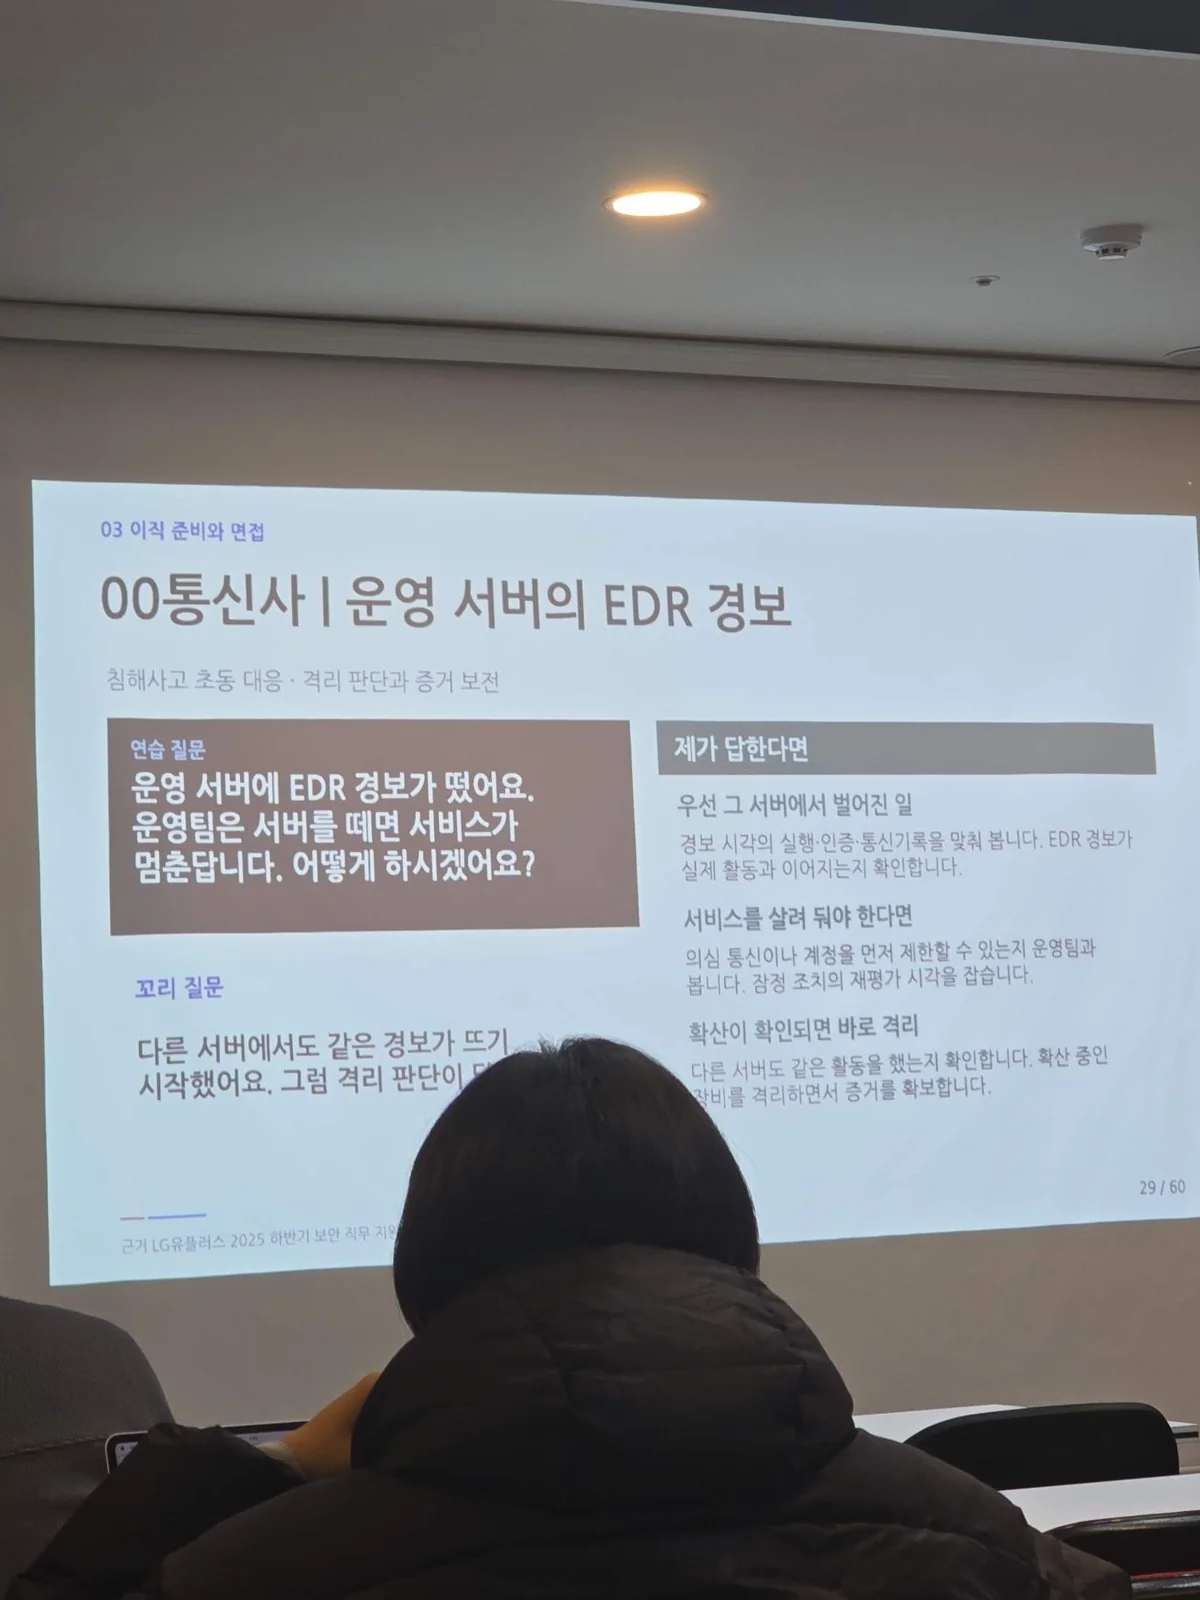 03 이직 준비와 면접
00통신사 | 운영 서버의 EDR 경보
침해사고 초동 대응 · 격리 판단과 증거 보전
연습 질문
운영 서버에 EDR 경보가 떴어요.
운영팀은 서버를 떼면 서비스가
멈춘답니다. 어떻게 하시겠어요?
꼬리 질문
다른 서버에서도 같은 경보가 뜨기
시작했어요. 그럼 격리 판단이
제가 답한다면
우선 그 서버에서 벌어진 일
경보 시각의 실행·인증·통신기록을 맞춰 봅니다. EDR 경보가
실제 활동과 이어지는지 확인합니다.
서비스를 살려 둬야 한다면
의심 통신이나 계정을 먼저 제한할 수 있는지 운영팀과
봅니다. 잠정 조치의 재평가 시각을 잡습니다.
확산이 확인되면 바로 격리
다른 서버도 같은 활동을 했는지 확인합니다. 확산 중인
장비를 격리하면서 증거를 확보합니다.
29 / 60
근거 LG유플러스 2025 하반기 보안 직무